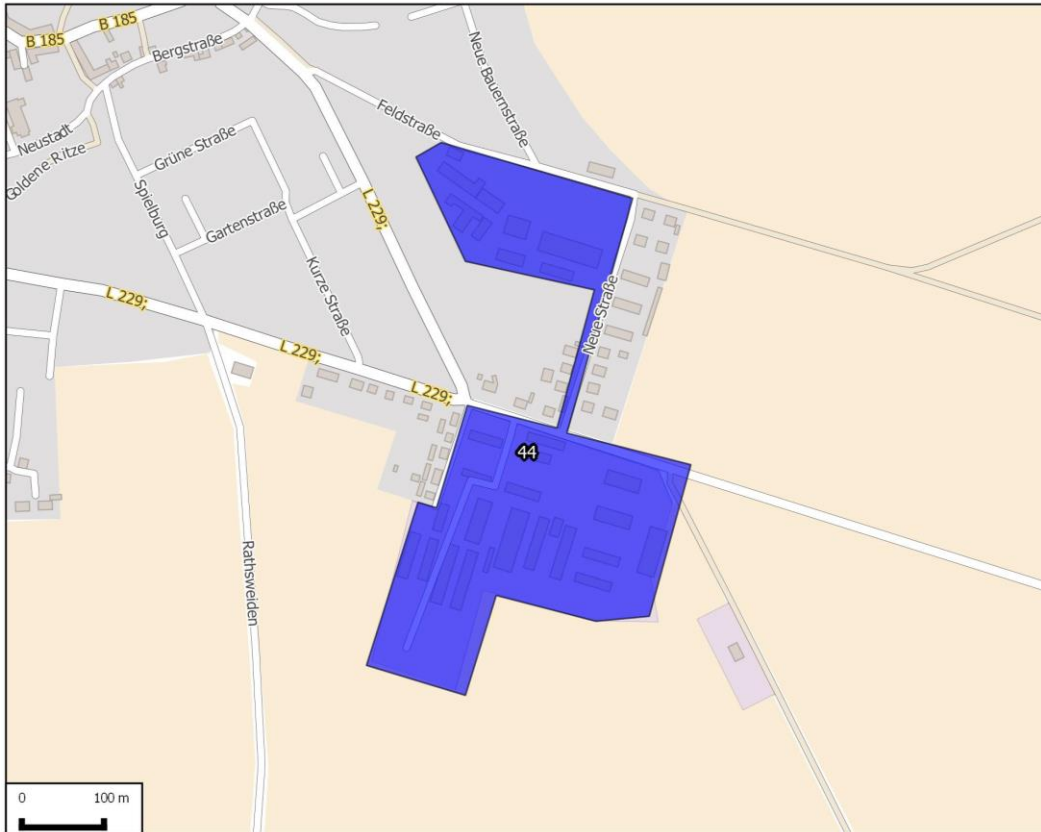 B 185
B 185
Bergstraße
Neue Bauernstraße
Feldstraße
Neustadt
Goldene Ritze
Grüne Straße
Spielburg
Gartenstraße
L 229;
Kurze Straße
L 229;
Neue Straße
L 229;
L 229;
44
Rathsweiden
0 100 m